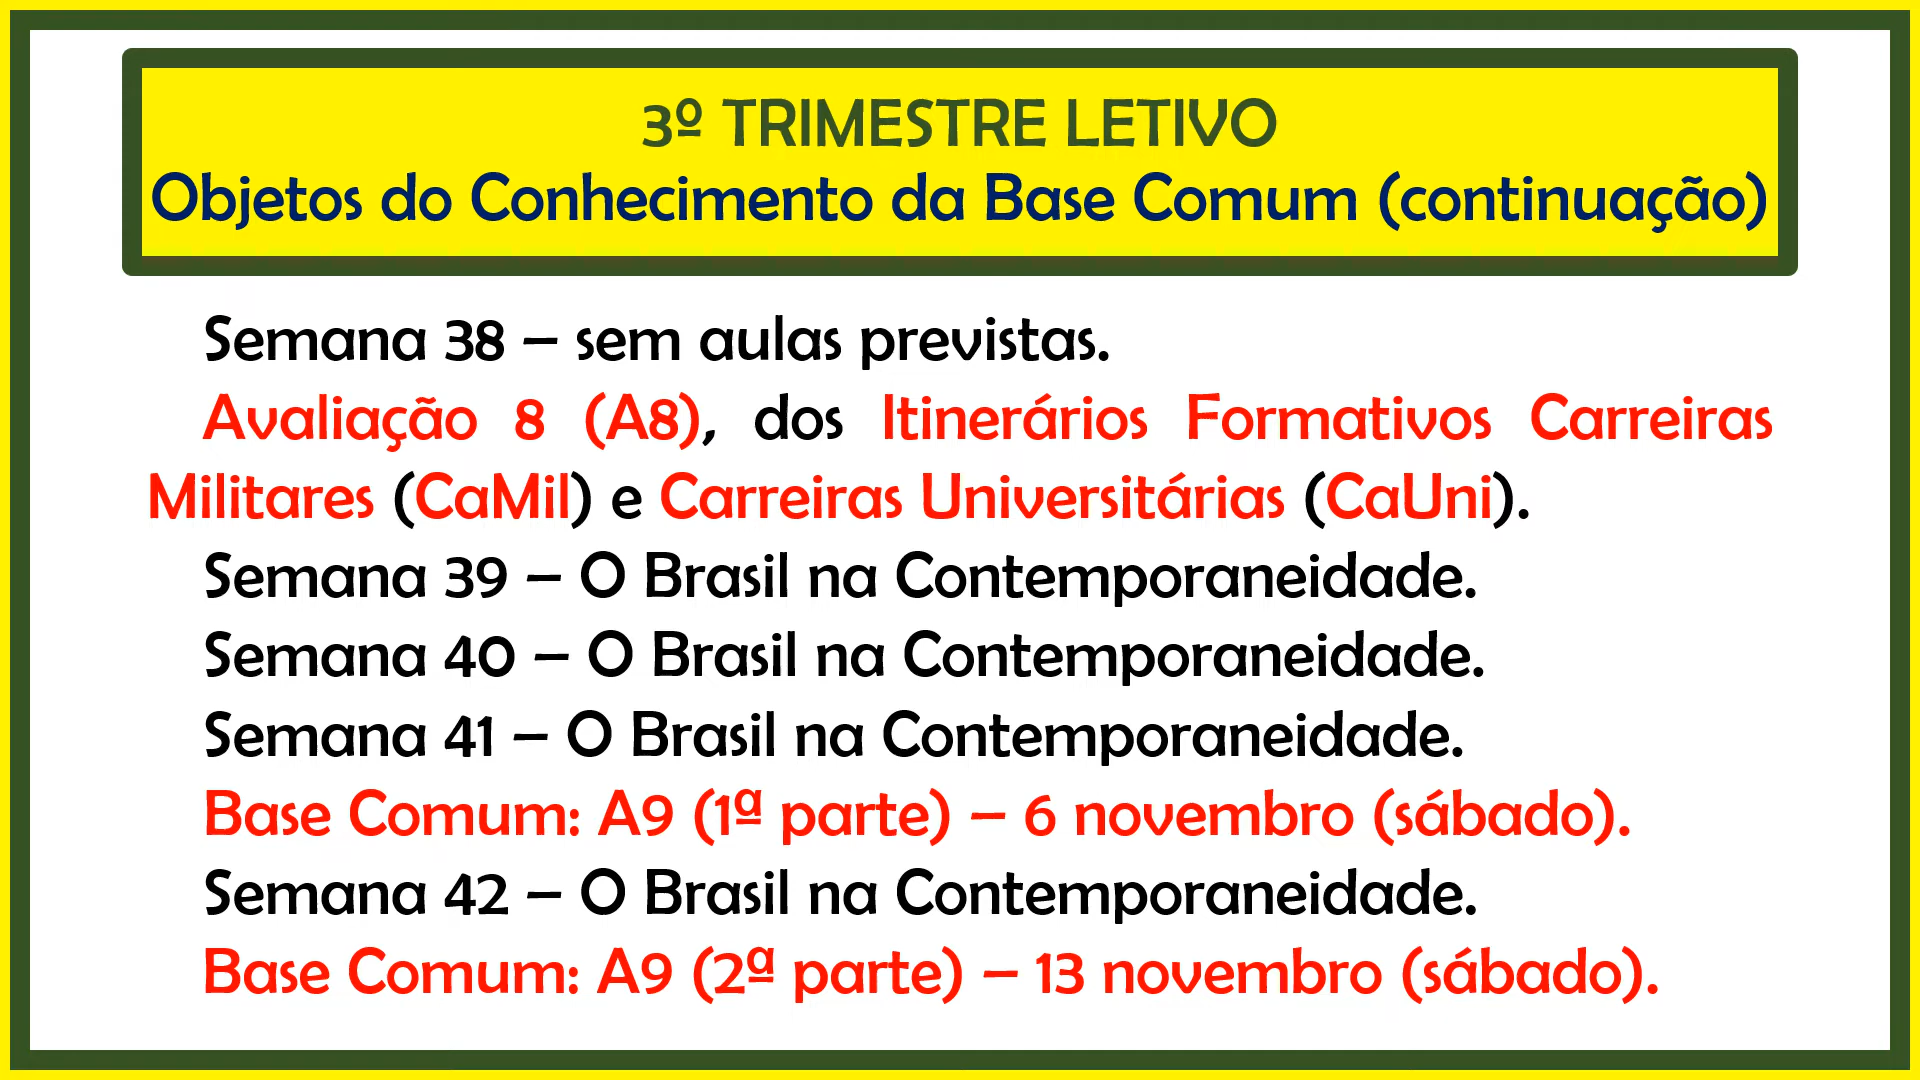 3º TRIMESTRE LETIVO
Objetos do Conhecimento da Base Comum (continuação)
Semana 38 – sem aulas previstas.
Avaliação 8 (A8), dos Itinerários Formativos Carreiras
Militares (CaMil) e Carreiras Universitárias (CaUni).
Semana 39 – O Brasil na Contemporaneidade.
Semana 40 – O Brasil na Contemporaneidade.
Semana 41 – O Brasil na Contemporaneidade.
Base Comum: A9 (1ª parte) – 6 novembro (sábado).
Semana 42 – O Brasil na Contemporaneidade.
Base Comum: A9 (2ª parte) – 13 novembro (sábado).